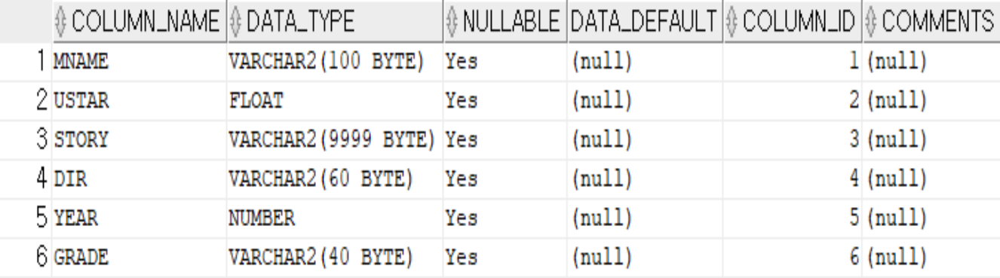 COLUMN_NAME DATA_TYPE NULLABLE DATA_DEFAULT COLUMN_ID COMMENTS
1 MNAME VARCHAR2(100 BYTE) Yes (null) 1 (null)
2 USTAR FLOAT Yes (null) 2 (null)
3 STORY VARCHAR2(9999 BYTE) Yes (null) 3 (null)
4 DIR VARCHAR2(60 BYTE) Yes (null) 4 (null)
5 YEAR NUMBER Yes (null) 5 (null)
6 GRADE VARCHAR2(40 BYTE) Yes (null) 6 (null)